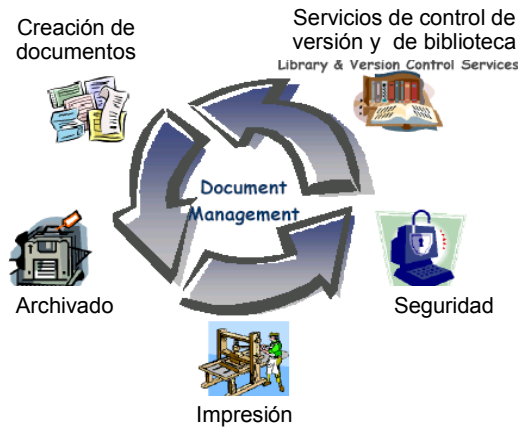 Creación de
documentos
Servicios de control de
versión y  de biblioteca
Library & Version Control Services
Document
Management
Archivado
Seguridad
Impresión